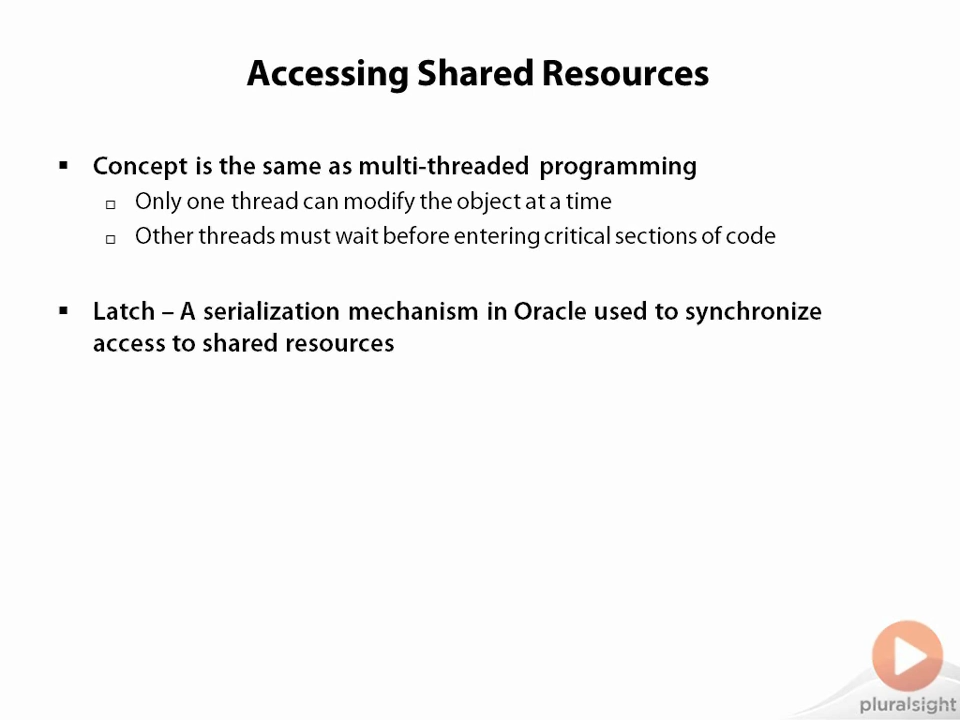 Accessing Shared Resources
▪ Concept is the same as multi-threaded programming
□ Only one thread can modify the object at a time
□ Other threads must wait before entering critical sections of code
▪ Latch – A serialization mechanism in Oracle used to synchronize
access to shared resources
pluralsight